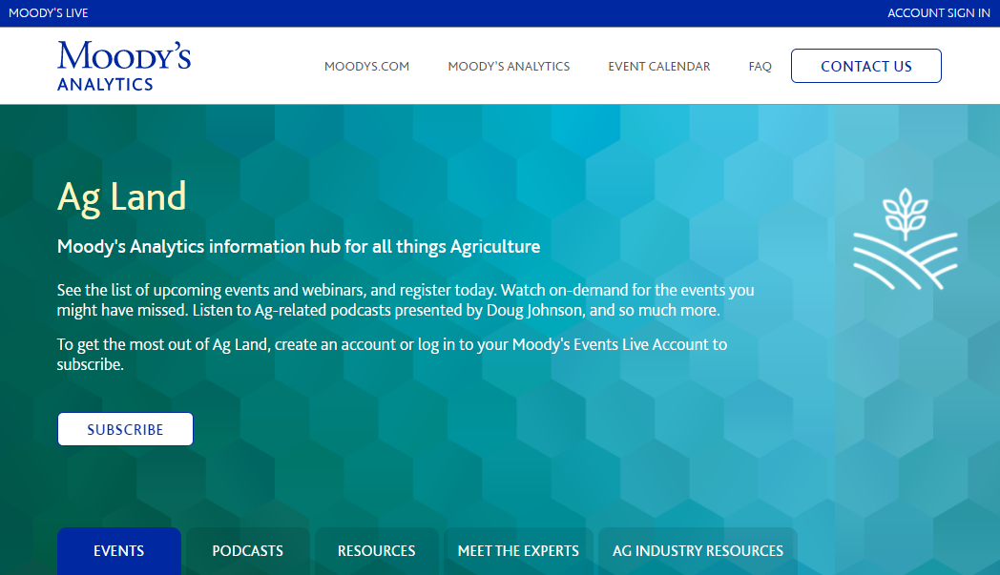 MOODY'S LIVE
ACCOUNT SIGN IN
MOODY'S
ANALYTICS
MOODYS.COM
MOODY'S ANALYTICS
EVENT CALENDAR
FAQ
CONTACT US
Ag Land
Moody's Analytics information hub for all things Agriculture
See the list of upcoming events and webinars, and register today. Watch on-demand for the events you
might have missed. Listen to Ag-related podcasts presented by Doug Johnson, and so much more.
To get the most out of Ag Land, create an account or log in to your Moody's Events Live Account to
subscribe.
SUBSCRIBE
EVENTS
PODCASTS
RESOURCES
MEET THE EXPERTS
AG INDUSTRY RESOURCES